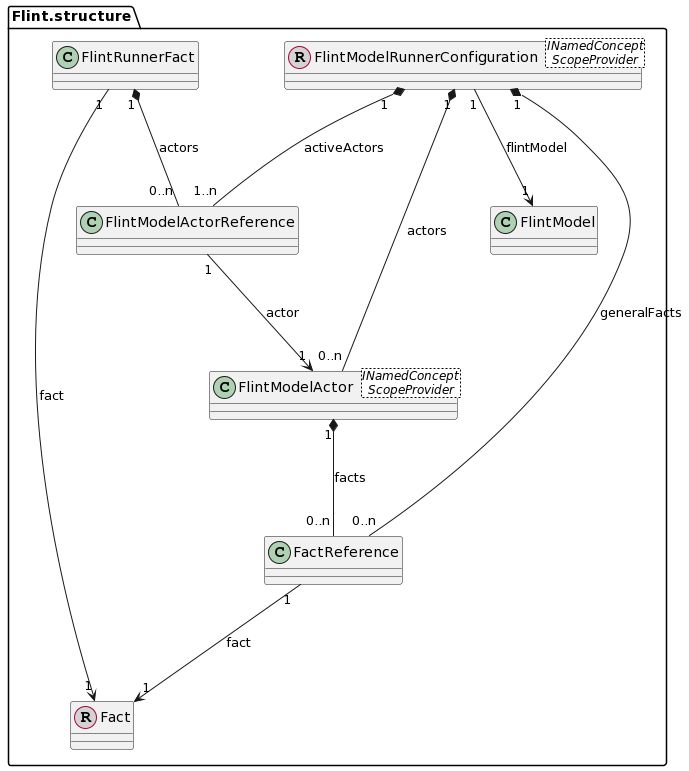 Flint.structure
C FlintRunnerFact
R FlintModelRunnerConfiguration
INamedConcept
ScopeProvider
1
1
1
1
1
1
actors
activeActors
flintModel
0..n
1..n
1
C FlintModelActorReference
C FlintModel
actors
1
actor
generalFacts
1
0..n
C FlintModelActor
INamedConcept
ScopeProvider
fact
1
facts
0..n
0..n
C FactReference
1
fact
1
1
R Fact